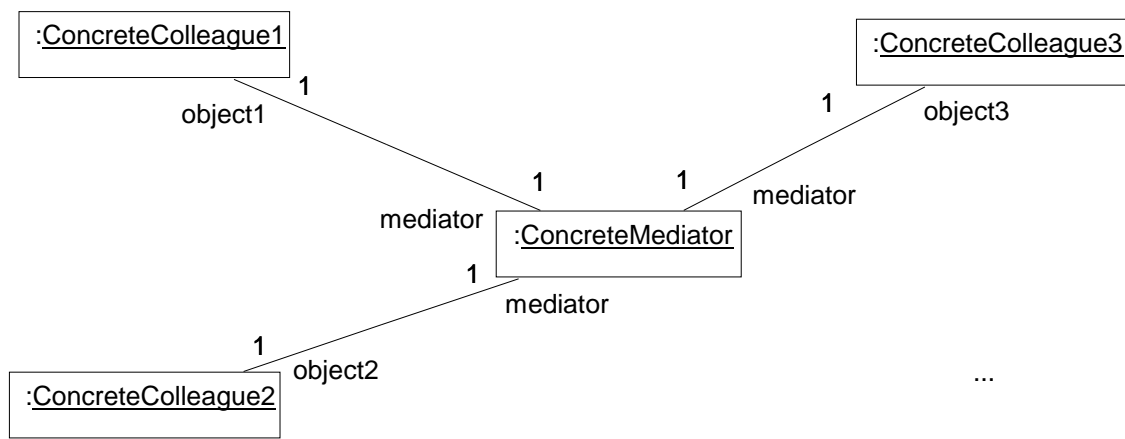 :ConcreteColleague1
:ConcreteColleague3
1
object1
1
object3
1
1
mediator
mediator
:ConcreteMediator
1
mediator
1
object2
:ConcreteColleague2
...